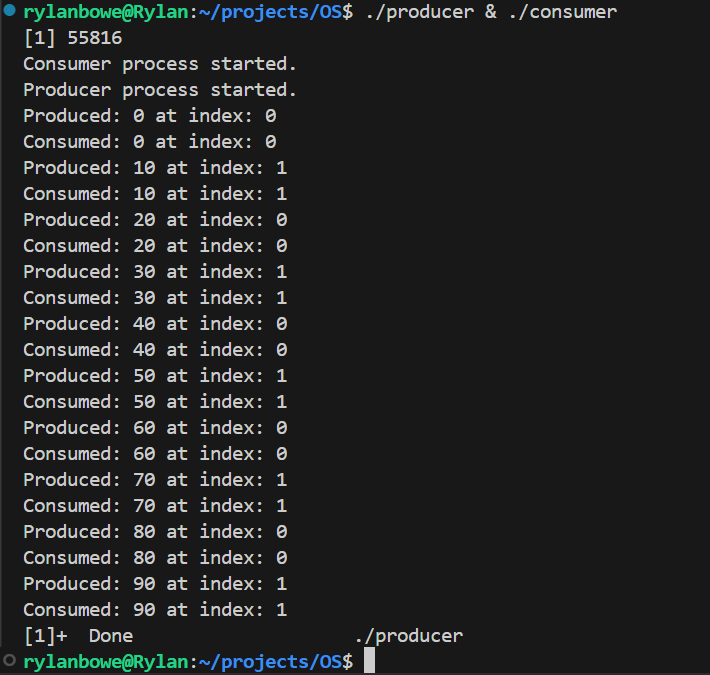 rylanbowe@Rylan:~/projects/OS$ ./producer & ./consumer
[1] 55816
Consumer process started.
Producer process started.
Produced: 0 at index: 0
Consumed: 0 at index: 0
Produced: 10 at index: 1
Consumed: 10 at index: 1
Produced: 20 at index: 0
Consumed: 20 at index: 0
Produced: 30 at index: 1
Consumed: 30 at index: 1
Produced: 40 at index: 0
Consumed: 40 at index: 0
Produced: 50 at index: 1
Consumed: 50 at index: 1
Produced: 60 at index: 0
Consumed: 60 at index: 0
Produced: 70 at index: 1
Consumed: 70 at index: 1
Produced: 80 at index: 0
Consumed: 80 at index: 0
Produced: 90 at index: 1
Consumed: 90 at index: 1
[1]+  Done                    ./producer
rylanbowe@Rylan:~/projects/OS$